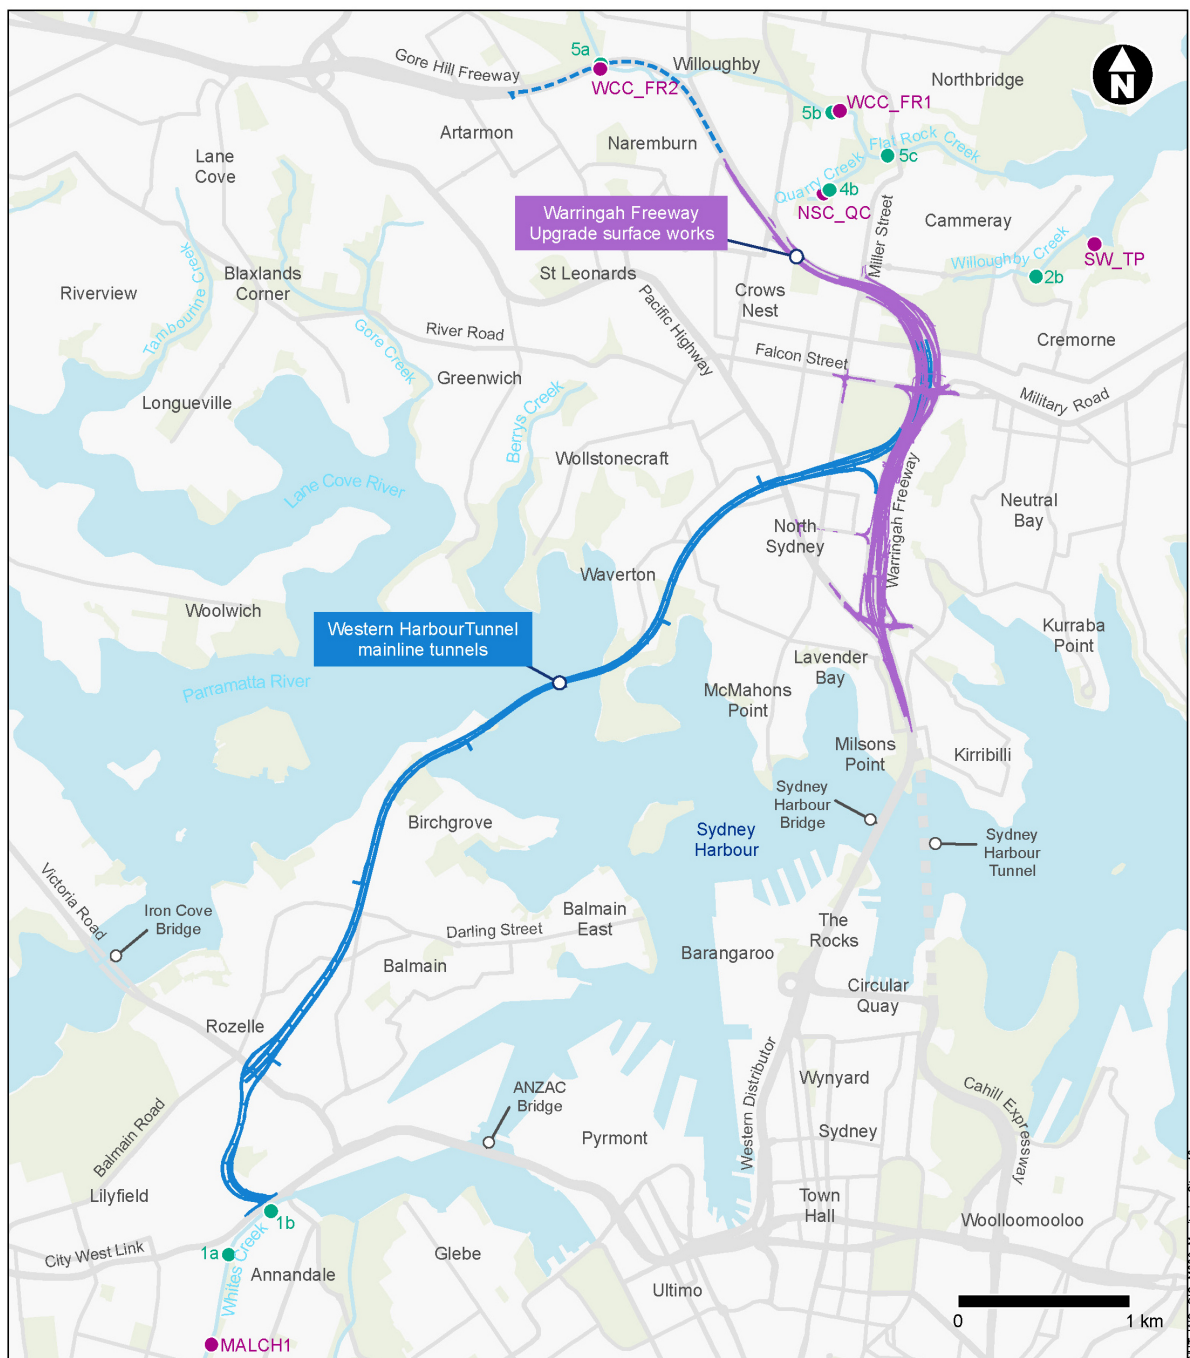 5a
Willoughby
Gore Hill Freeway
WCC_FR2
Northbridge
N
WCC_FR1
5b
Artarmon
Naremburn
Flat Rock Creek
5c
Lane
Cove
Quarry Creek
4b
NSC_QC
Warringah Freeway
Upgrade surface works
Miller Street
Cammeray
Willoughby Creek
SW_TP
2b
Tambourine Creek
Blaxlands
Corner
St Leonards
Riverview
Crows
Nest
Pacific Highway
Gore Creek
River Road
Falcon Street
Cremorne
Greenwich
Military Road
Longueville
Berrys Creek
Wollstonecraft
Lane Cove River
Warringah Freeway
Neutral
Bay
North
Sydney
Waverton
Woolwich
Western HarbourTunnel
mainline tunnels
Kurraba
Point
Lavender
Bay
Parramatta River
McMahons
Point
Milsons
Point
Kirribilli
Sydney
Harbour
Bridge
Birchgrove
Sydney
Harbour
Sydney
Harbour
Tunnel
Victoria Road
Iron Cove
Bridge
Balmain
East
Darling Street
The
Rocks
Barangaroo
Balmain
Circular
Quay
Rozelle
Western Distributor
Wynyard
ANZAC
Bridge
Cahill Expressway
Balmain Road
Pyrmont
Sydney
Lilyfield
Town
Hall
1b
Woolloomooloo
City West Link
1a
Whites Creek
Glebe
Annandale
Ultimo
0
1 km
MALCH1